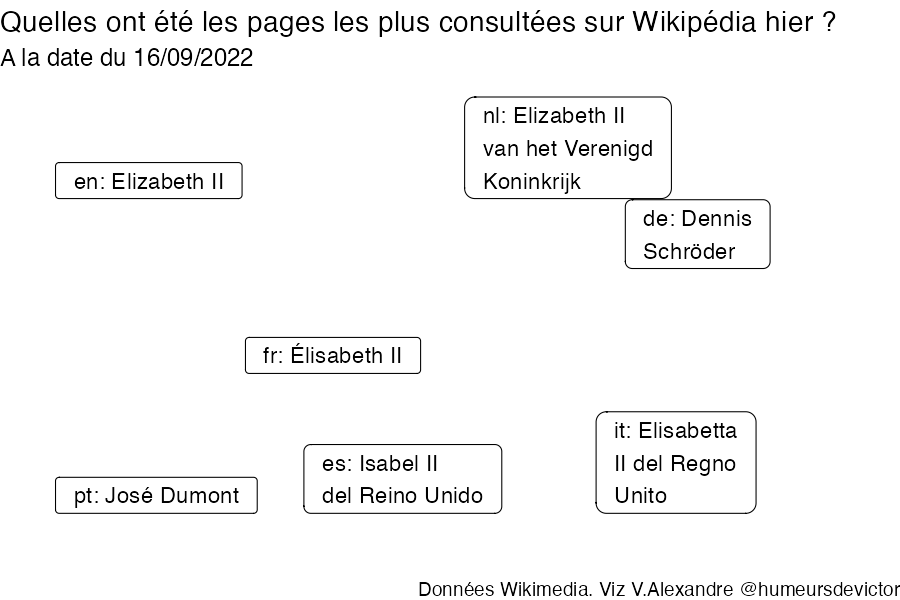 Quelles ont été les pages les plus consultées sur Wikipédia hier ?
A la date du 16/09/2022
nl: Elizabeth II
van het Verenigd
Koninkrijk
en: Elizabeth II
de: Dennis
Schröder
fr: Élisabeth II
it: Elisabetta
II del Regno
Unito
es: Isabel II
del Reino Unido
pt: José Dumont
Données Wikimedia. Viz V.Alexandre @humeursdevictor